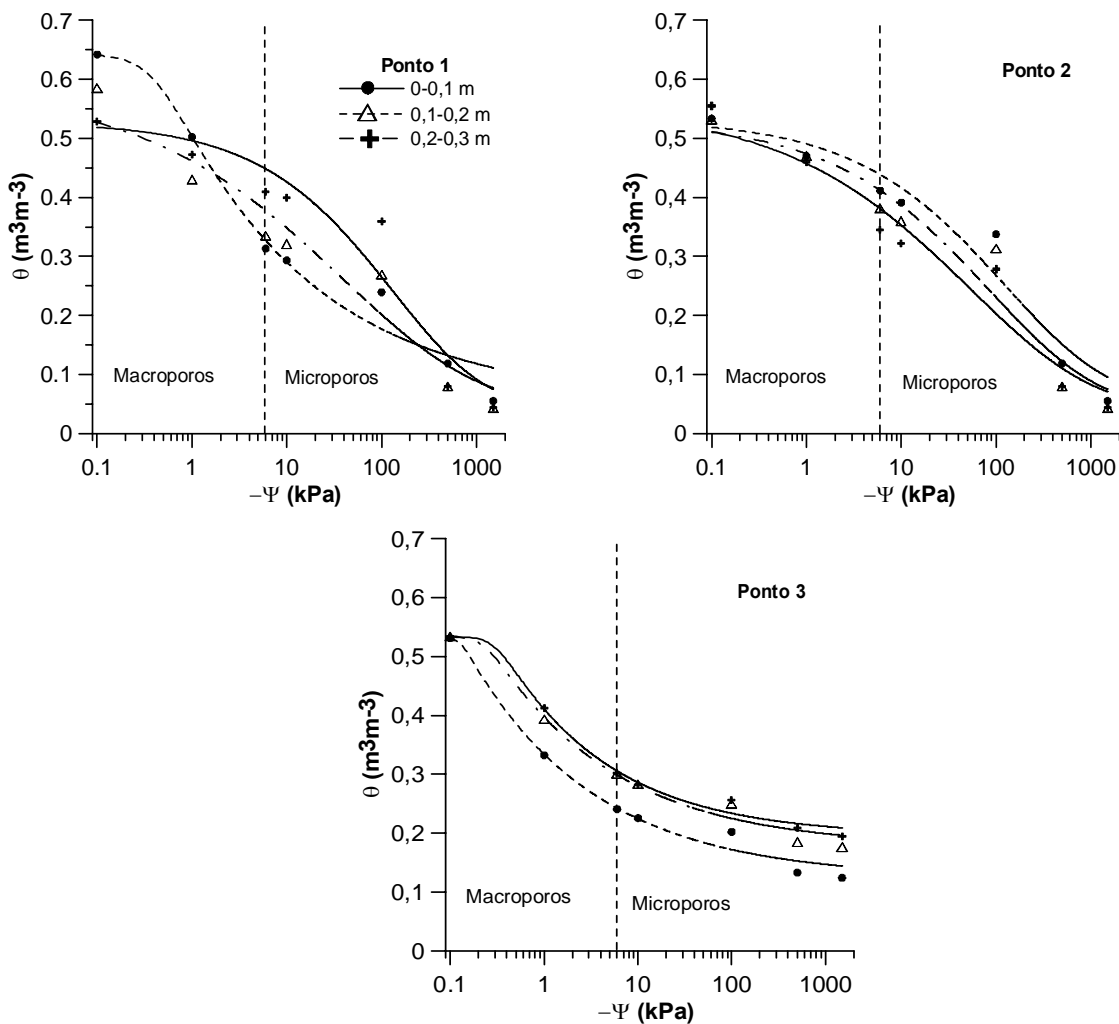 0,7
0,6
0,5
0,4
0,3
0,2
0,1
0
θ (m3m-3)
Ponto 1
0-0,1 m
0,1-0,2 m
0,2-0,3 m
Macroporos
Microporos
0.1
1
10
100
1000
–Ψ (kPa)
0,7
0,6
0,5
0,4
0,3
0,2
0,1
0
θ (m3m-3)
Ponto 2
Macroporos
Microporos
0.1
1
10
100
1000
–Ψ (kPa)
0,7
0,6
0,5
0,4
0,3
0,2
0,1
0
θ (m3m-3)
Ponto 3
Macroporos
Microporos
0.1
1
10
100
1000
–Ψ (kPa)